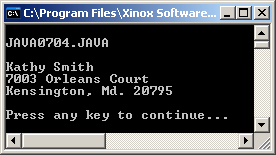 C:\Program Files\Xinox Software...
JAVA0704.JAVA
Kathy Smith
7003 Orleans Court
Kensington, Md. 20795
Press any key to continue...